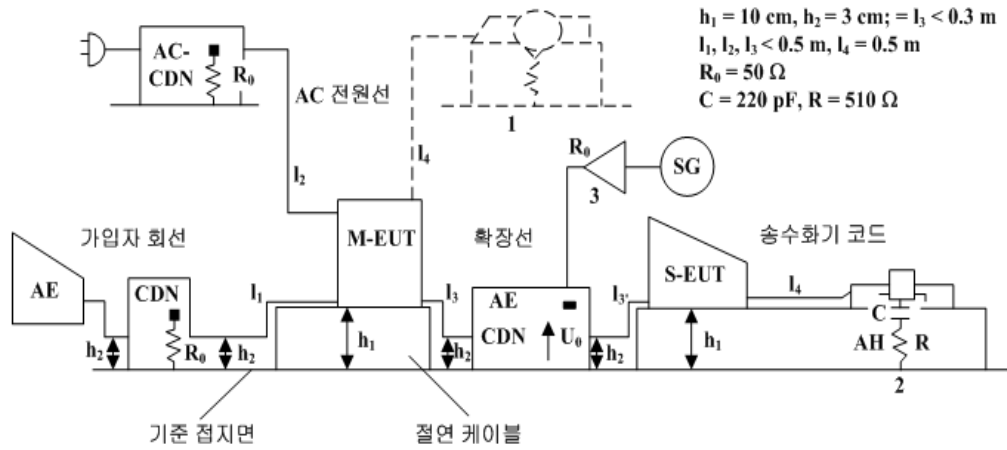 h₁ = 10 cm, h₂ = 3 cm; = l₃ < 0.3 m
l₁, l₂, l₃ < 0.5 m, l₄ = 0.5 m
R₀ = 50 Ω
C = 220 pF, R = 510 Ω
AC-
CDN
R₀
AC 전원선
1
l₂
l₄
R₀
3
SG
가입자 회선
M-EUT
확장선
송수화기 코드
AE
CDN
l₁
l₃
AE
CDN
U₀
l₃'
S-EUT
l₄
C
h₂
R₀
h₂
h₁
h₂
h₂
h₁
AH
R
2
기준 접지면
절연 케이블